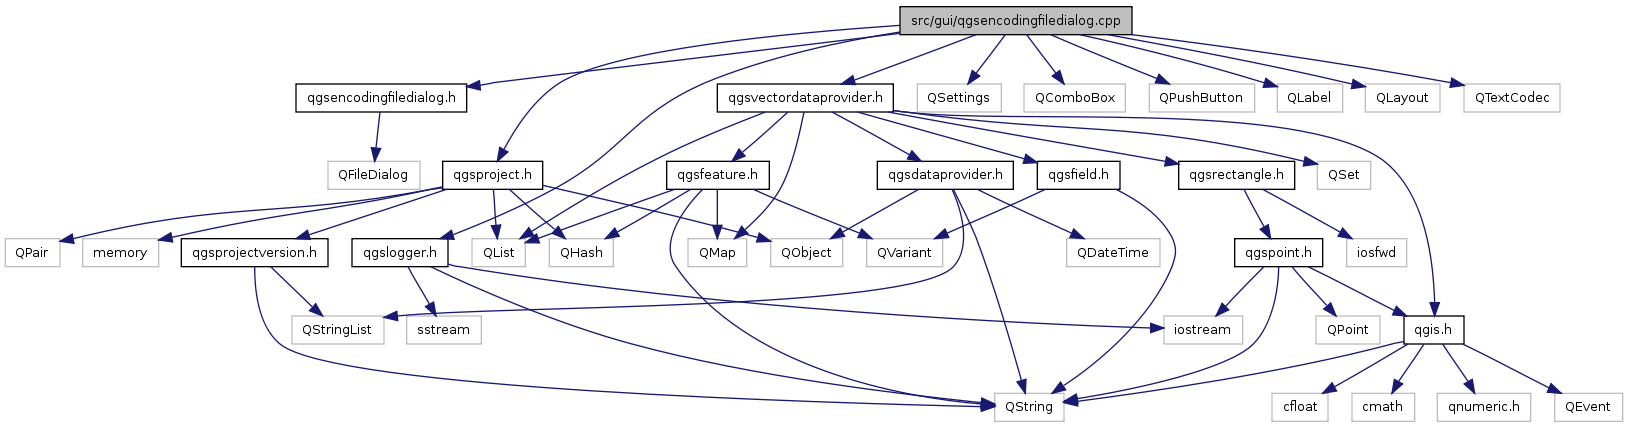 src/gui/qgsencodingfiledialog.cpp
qgsencodingfiledialog.h
qgsvectordataprovider.h
QSettings
QComboBox
QPushButton
QLabel
QLayout
QTextCodec
QFileDialog
qgsproject.h
qgsfeature.h
qgsdataprovider.h
qgsfield.h
qgsrectangle.h
QSet
QPair
memory
qgsprojectversion.h
qgslogger.h
QList
QHash
QMap
QObject
QVariant
QDateTime
qgspoint.h
iosfwd
QStringList
sstream
iostream
QPoint
qgis.h
QString
cfloat
cmath
qnumeric.h
QEvent